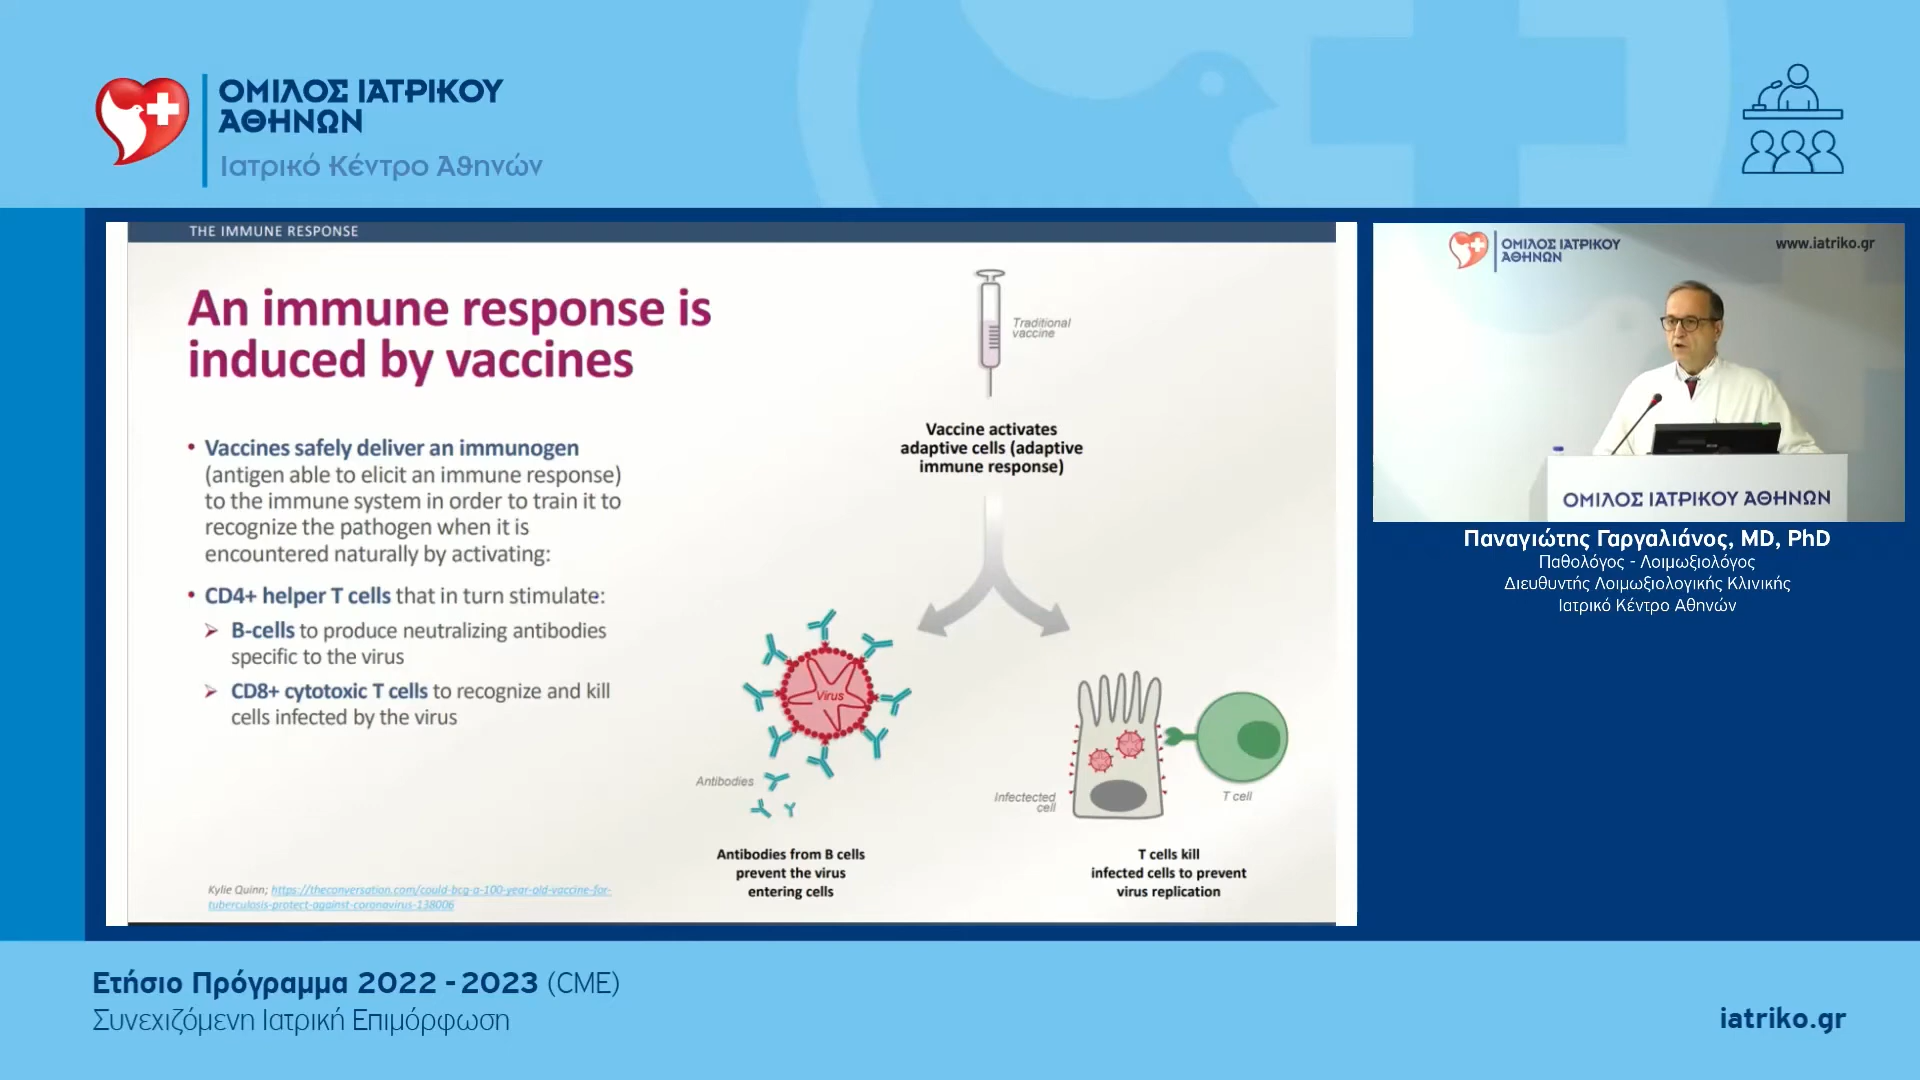 ΟΜΙΛΟΣ ΙΑΤΡΙΚΟΥ
ΑΘΗΝΩΝ
Ιατρικό Κέντρο Αθηνών
THE IMMUNE RESPONSE
An immune response is
induced by vaccines
• Vaccines safely deliver an immunogen
(antigen able to elicit an immune response)
to the immune system in order to train it to
recognize the pathogen when it is
encountered naturally by activating:
• CD4+ helper T cells that in turn stimulate:
➢ B-cells to produce neutralizing antibodies
specific to the virus
➢ CD8+ cytotoxic T cells to recognize and kill
cells infected by the virus
Kylie Quinn; https://theconversation.com/could-bcg-a-100-year-old-vaccine-for-
tuberculosis-protect-against-coronavirus-138006
Traditional
vaccine
Vaccine activates
adaptive cells (adaptive
immune response)
Virus
Antibodies
Antibodies from B cells
prevent the virus
entering cells
Infectected
cell
T cell
T cells kill
infected cells to prevent
virus replication
ΟΜΙΛΟΣ ΙΑΤΡΙΚΟΥ
ΑΘΗΝΩΝ
www.iatriko.gr
ΟΜΙΛΟΣ ΙΑΤΡΙΚΟΥ ΑΘΗΝΩΝ
Παναγιώτης Γαργαλιάνος, MD, PhD
Παθολόγος - Λοιμωξιολόγος
Διευθυντής Λοιμωξιολογικής Κλινικής
Ιατρικό Κέντρο Αθηνών
Ετήσιο Πρόγραμμα 2022 - 2023 (CME)
Συνεχιζόμενη Ιατρική Επιμόρφωση
iatriko.gr